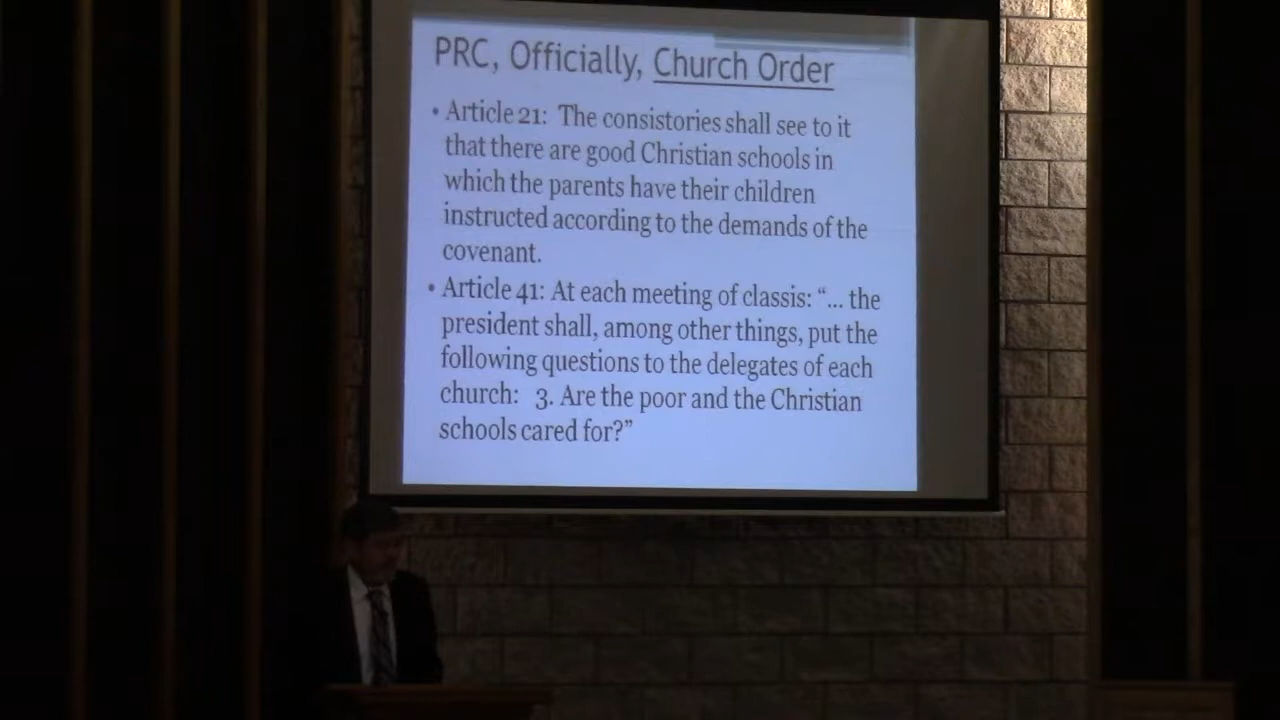 PRC, Officially, Church Order
• Article 21: The consistories shall see to it
that there are good Christian schools in
which the parents have their children
instructed according to the demands of the
covenant.
• Article 41: At each meeting of classis: “... the
president shall, among other things, put the
following questions to the delegates of each
church: 3. Are the poor and the Christian
schools cared for?”